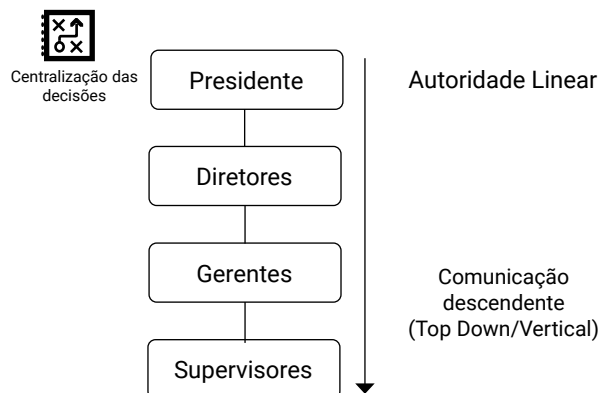 Centralização das
decisões
Presidente
Autoridade Linear
Diretores
Gerentes
Comunicação
descendente
(Top Down/Vertical)
Supervisores